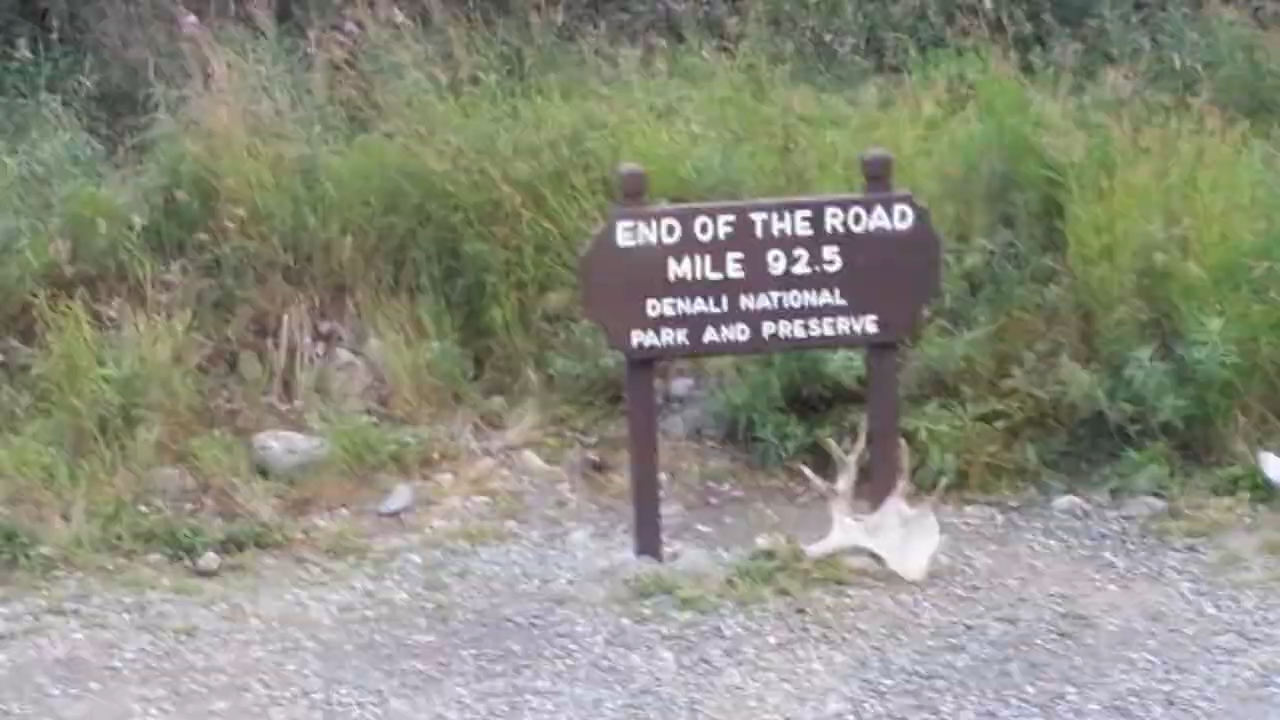 END OF THE ROAD
MILE 92.5
DENALI NATIONAL
PARK AND PRESERVE